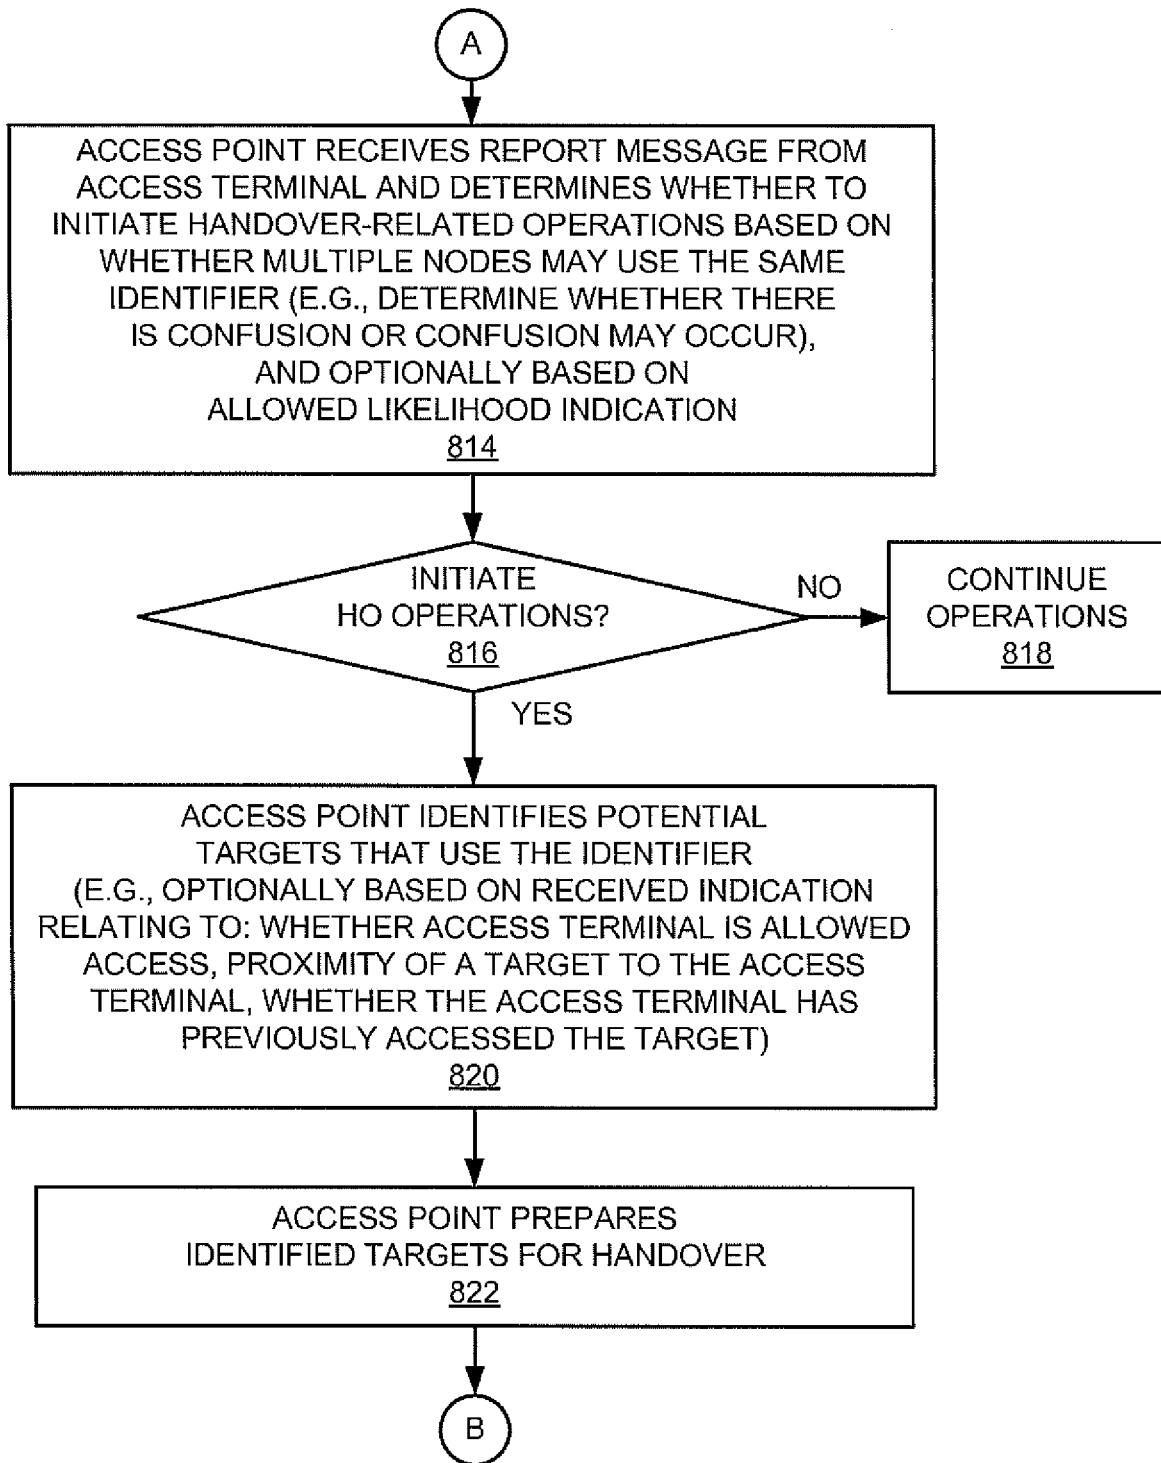 A
ACCESS POINT RECEIVES REPORT MESSAGE FROM
ACCESS TERMINAL AND DETERMINES WHETHER TO
INITIATE HANDOVER-RELATED OPERATIONS BASED ON
WHETHER MULTIPLE NODES MAY USE THE SAME
IDENTIFIER (E.G., DETERMINE WHETHER THERE
IS CONFUSION OR CONFUSION MAY OCCUR),
AND OPTIONALLY BASED ON
ALLOWED LIKELIHOOD INDICATION
814
INITIATE
HO OPERATIONS?
816
NO
CONTINUE
OPERATIONS
818
YES
ACCESS POINT IDENTIFIES POTENTIAL
TARGETS THAT USE THE IDENTIFIER
(E.G., OPTIONALLY BASED ON RECEIVED INDICATION
RELATING TO: WHETHER ACCESS TERMINAL IS ALLOWED
ACCESS, PROXIMITY OF A TARGET TO THE ACCESS
TERMINAL, WHETHER THE ACCESS TERMINAL HAS
PREVIOUSLY ACCESSED THE TARGET)
820
ACCESS POINT PREPARES
IDENTIFIED TARGETS FOR HANDOVER
822
B